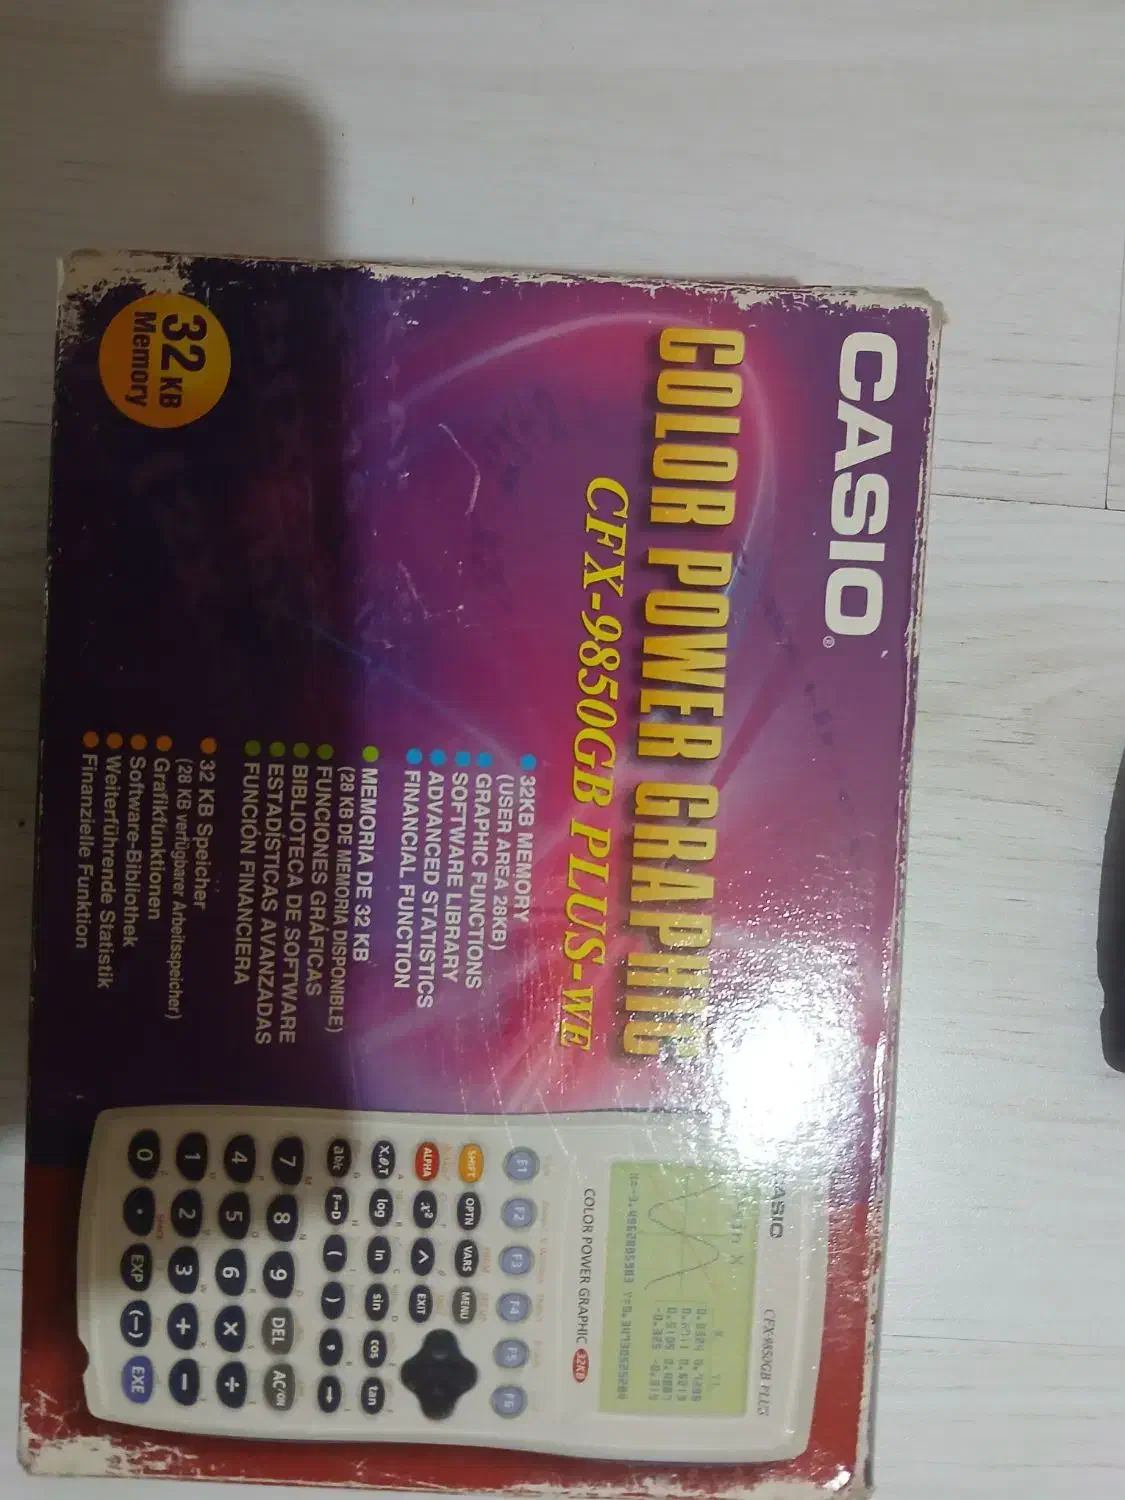 CASIO®
COLOR POWER GRAPHIC
CFX-9850GB PLUS-WE
32 KB
Memory
32KB MEMORY
(USER AREA 28KB)
GRAPHIC FUNCTIONS
SOFTWARE LIBRARY
ADVANCED STATISTICS
FINANCIAL FUNCTION
MEMORIA DE 32 KB
(28 KB DE MEMORIA DISPONIBLE)
FUNCIONES GRÁFICAS
BIBLIOTECA DE SOFTWARE
ESTADÍSTICAS AVANZADAS
FUNCIÓN FINANCIERA
32 KB Speicher
(28 KB verfügbarer Arbeitsspeicher)
Grafikfunktionen
Software-Bibliothek
Weiterführende Statistik
Finanzielle Funktion
CASIO
CFX-9850GB PLUS
COLOR POWER GRAPHIC 32KB
F1 F2 F3 F4 F5 F6
SHIFT OPTN VARS MENU
ALPHA x² ^ EXIT
X,θ,T log ln sin cos tan
ab/c F↔D ( ) , →
7 8 9 DEL AC/ON
4 5 6 × ÷
1 2 3 + −
0 • EXP (−) EXE